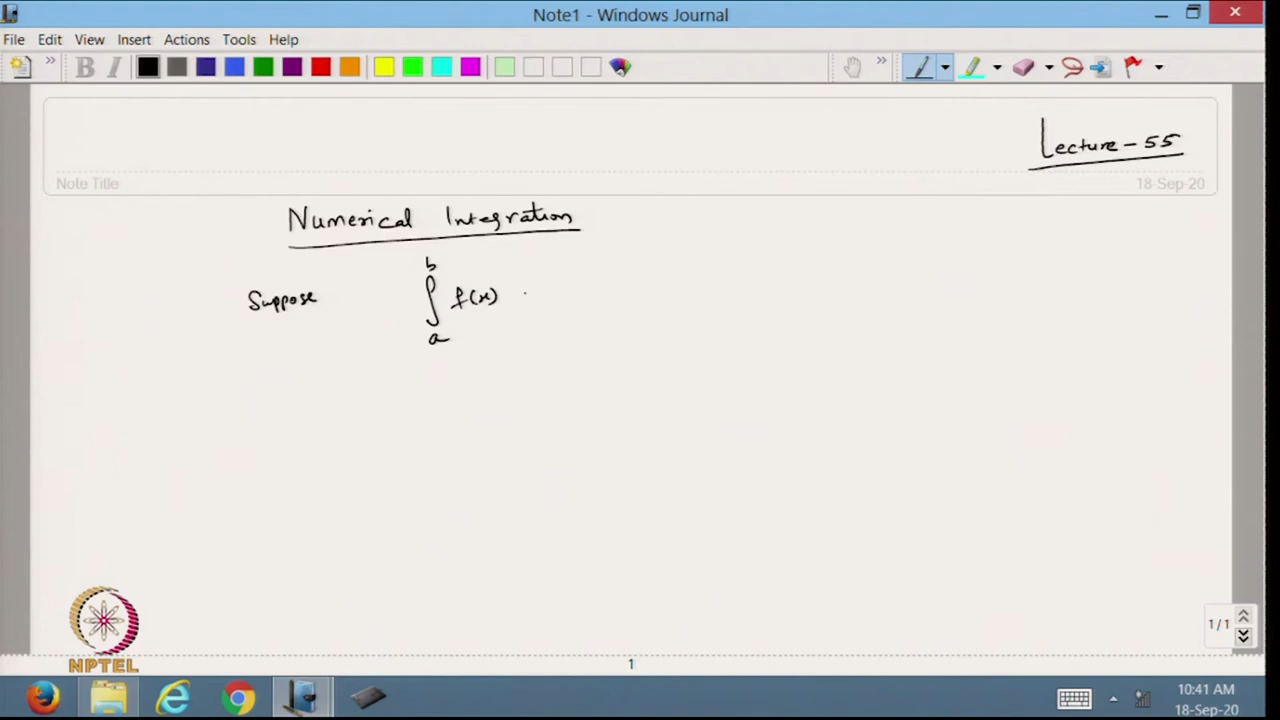 Note1 - Windows Journal
File Edit View Insert Actions Tools Help
B I
Lecture - 55
Note Title
18-Sep-20
Numerical Integration
Suppose ∫ₐᵇ f(x)
1/1
NPTEL
1
10:41 AM
18-Sep-20